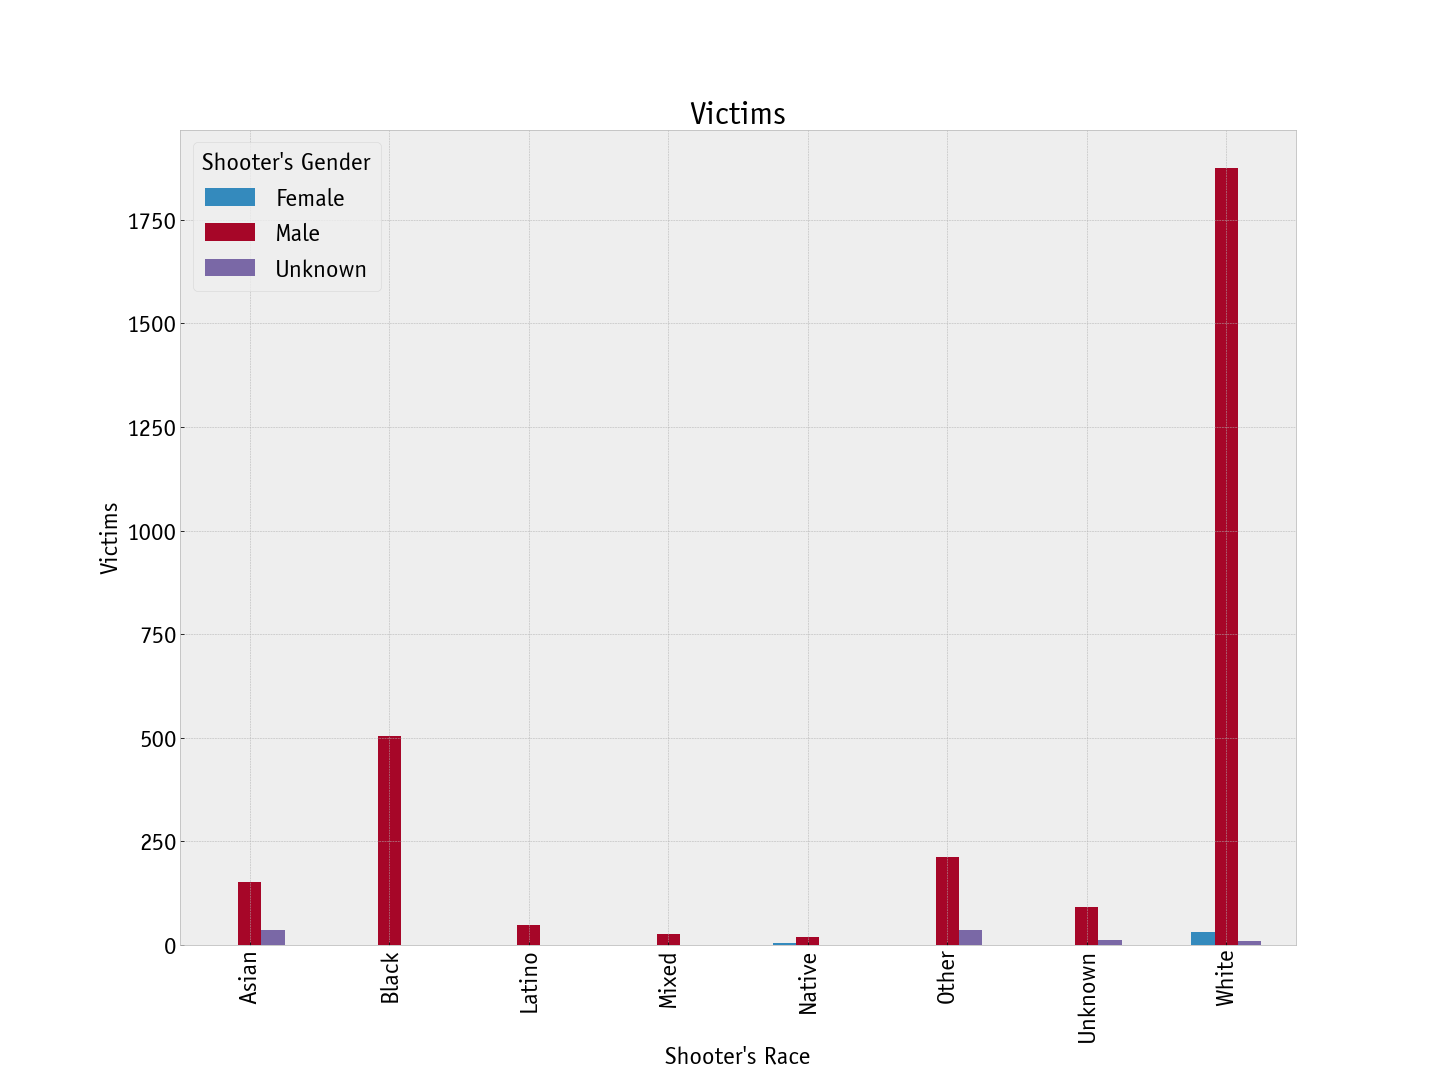 Victims
Shooter's Gender
Female
Male
Unknown
1750
1500
1250
1000
750
500
250
0
Victims
Asian
Black
Latino
Mixed
Native
Other
Unknown
White
Shooter's Race